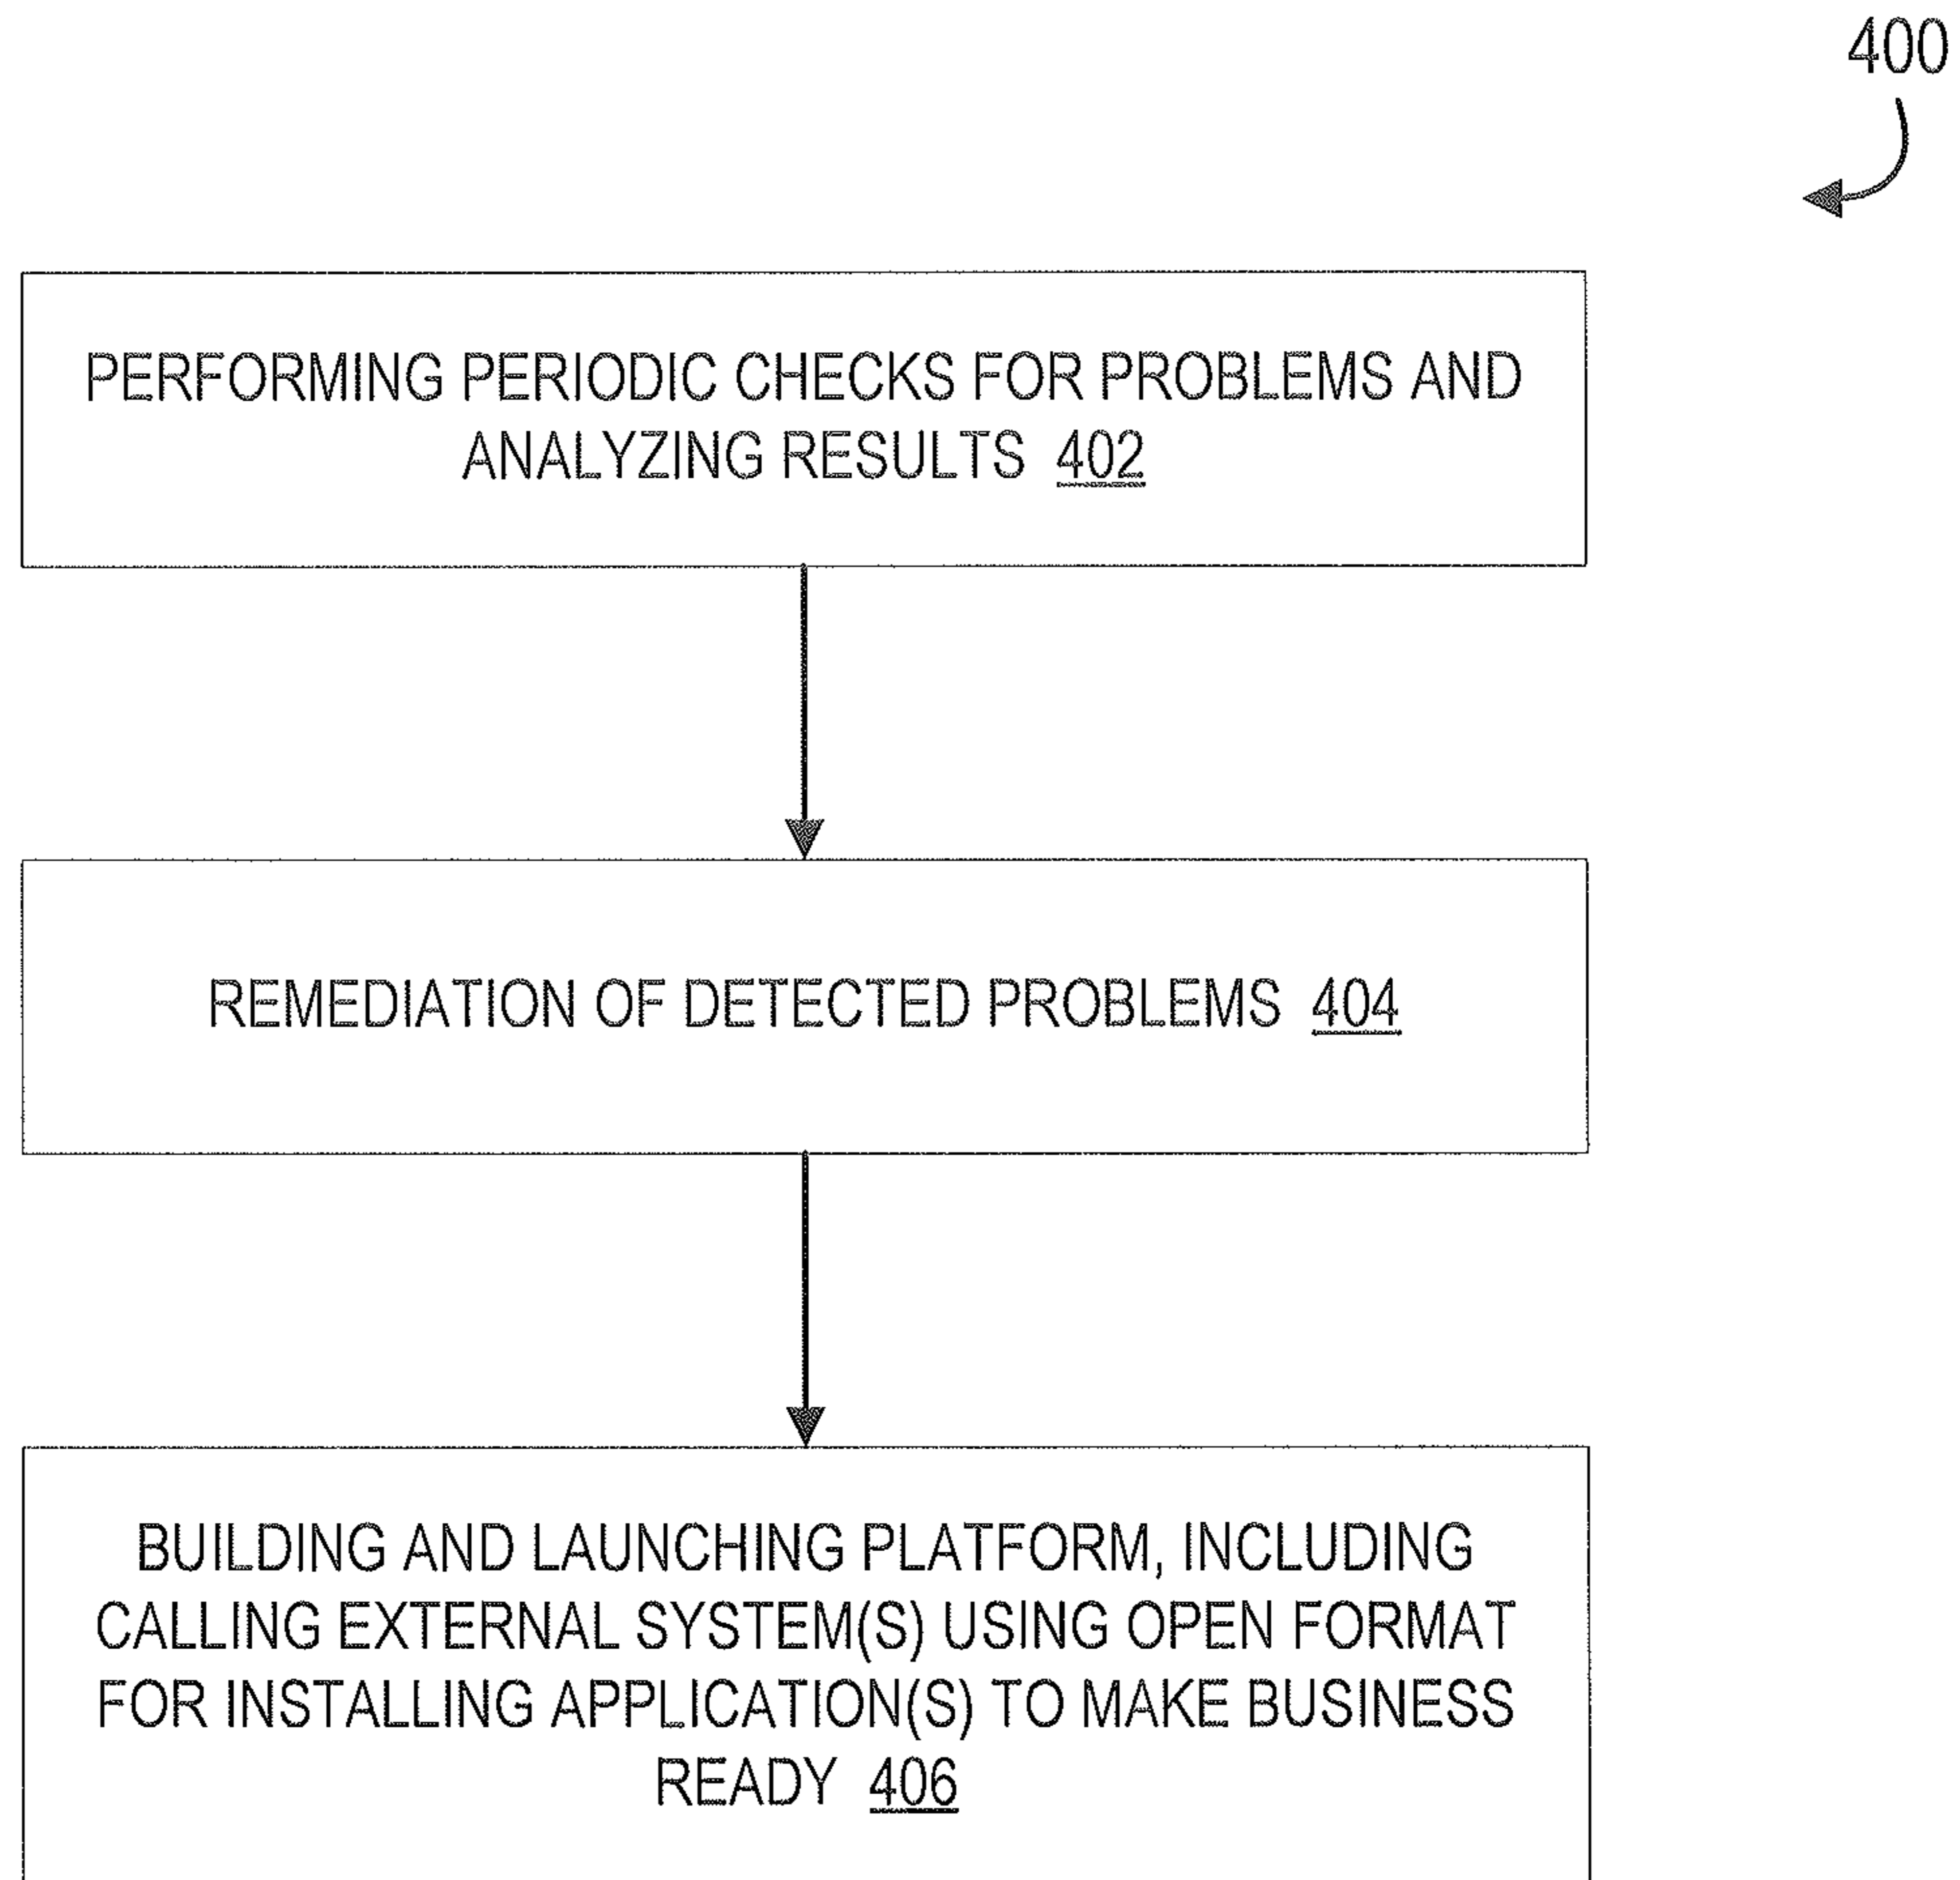 400
PERFORMING PERIODIC CHECKS FOR PROBLEMS AND
ANALYZING RESULTS 402
REMEDIATION OF DETECTED PROBLEMS 404
BUILDING AND LAUNCHING PLATFORM, INCLUDING
CALLING EXTERNAL SYSTEM(S) USING OPEN FORMAT
FOR INSTALLING APPLICATION(S) TO MAKE BUSINESS
READY 406